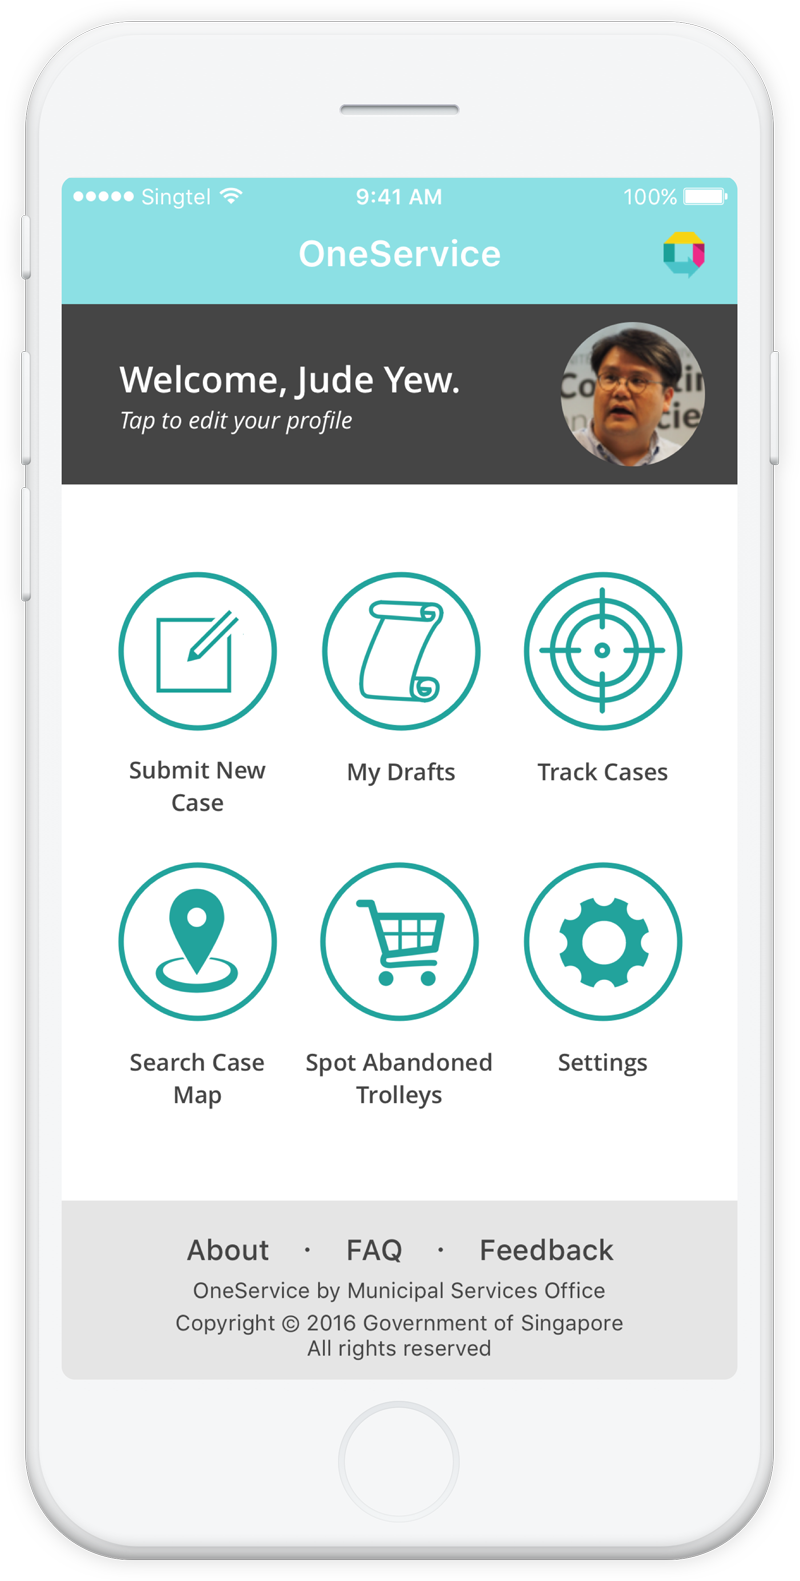 Singtel 9:41 AM 100%
OneService
Welcome, Jude Yew.
Tap to edit your profile
Submit New
Case
My Drafts
Track Cases
Search Case
Map
Spot Abandoned
Trolleys
Settings
About · FAQ · Feedback
OneService by Municipal Services Office
Copyright © 2016 Government of Singapore
All rights reserved